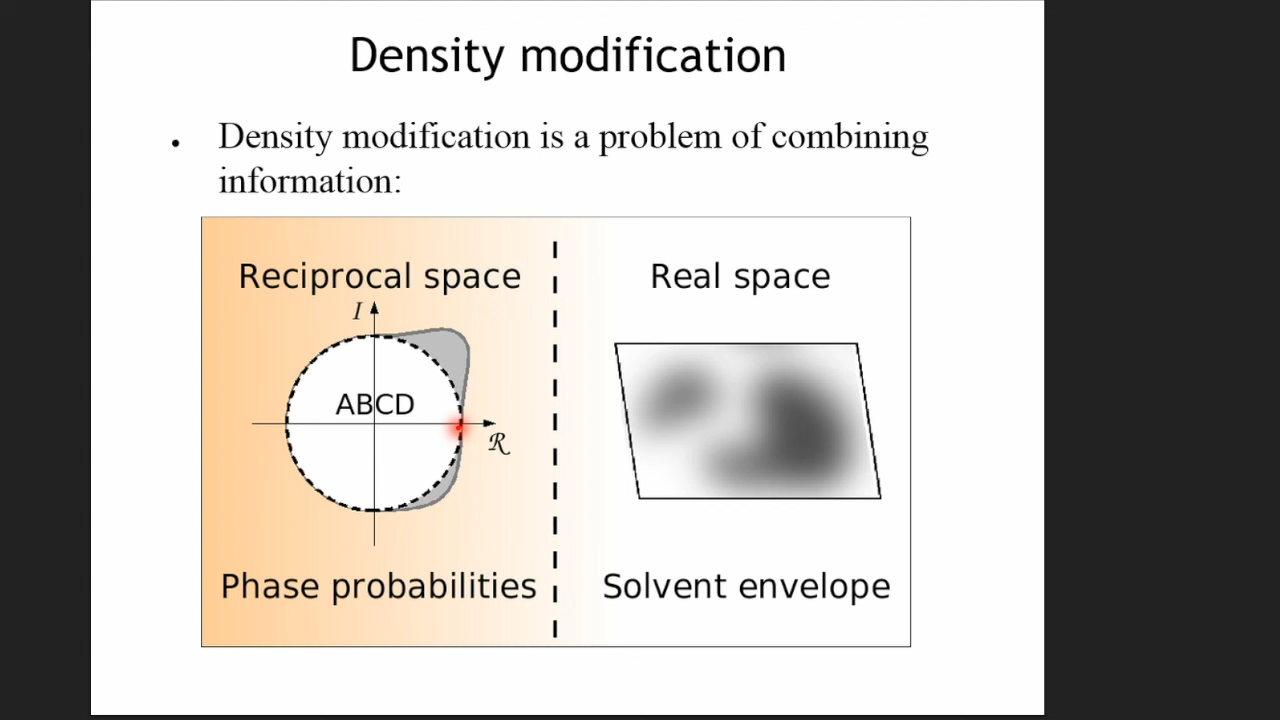 Density modification
• Density modification is a problem of combining
information:
Reciprocal space
Real space
I
ABCD
ℛ
Phase probabilities
Solvent envelope